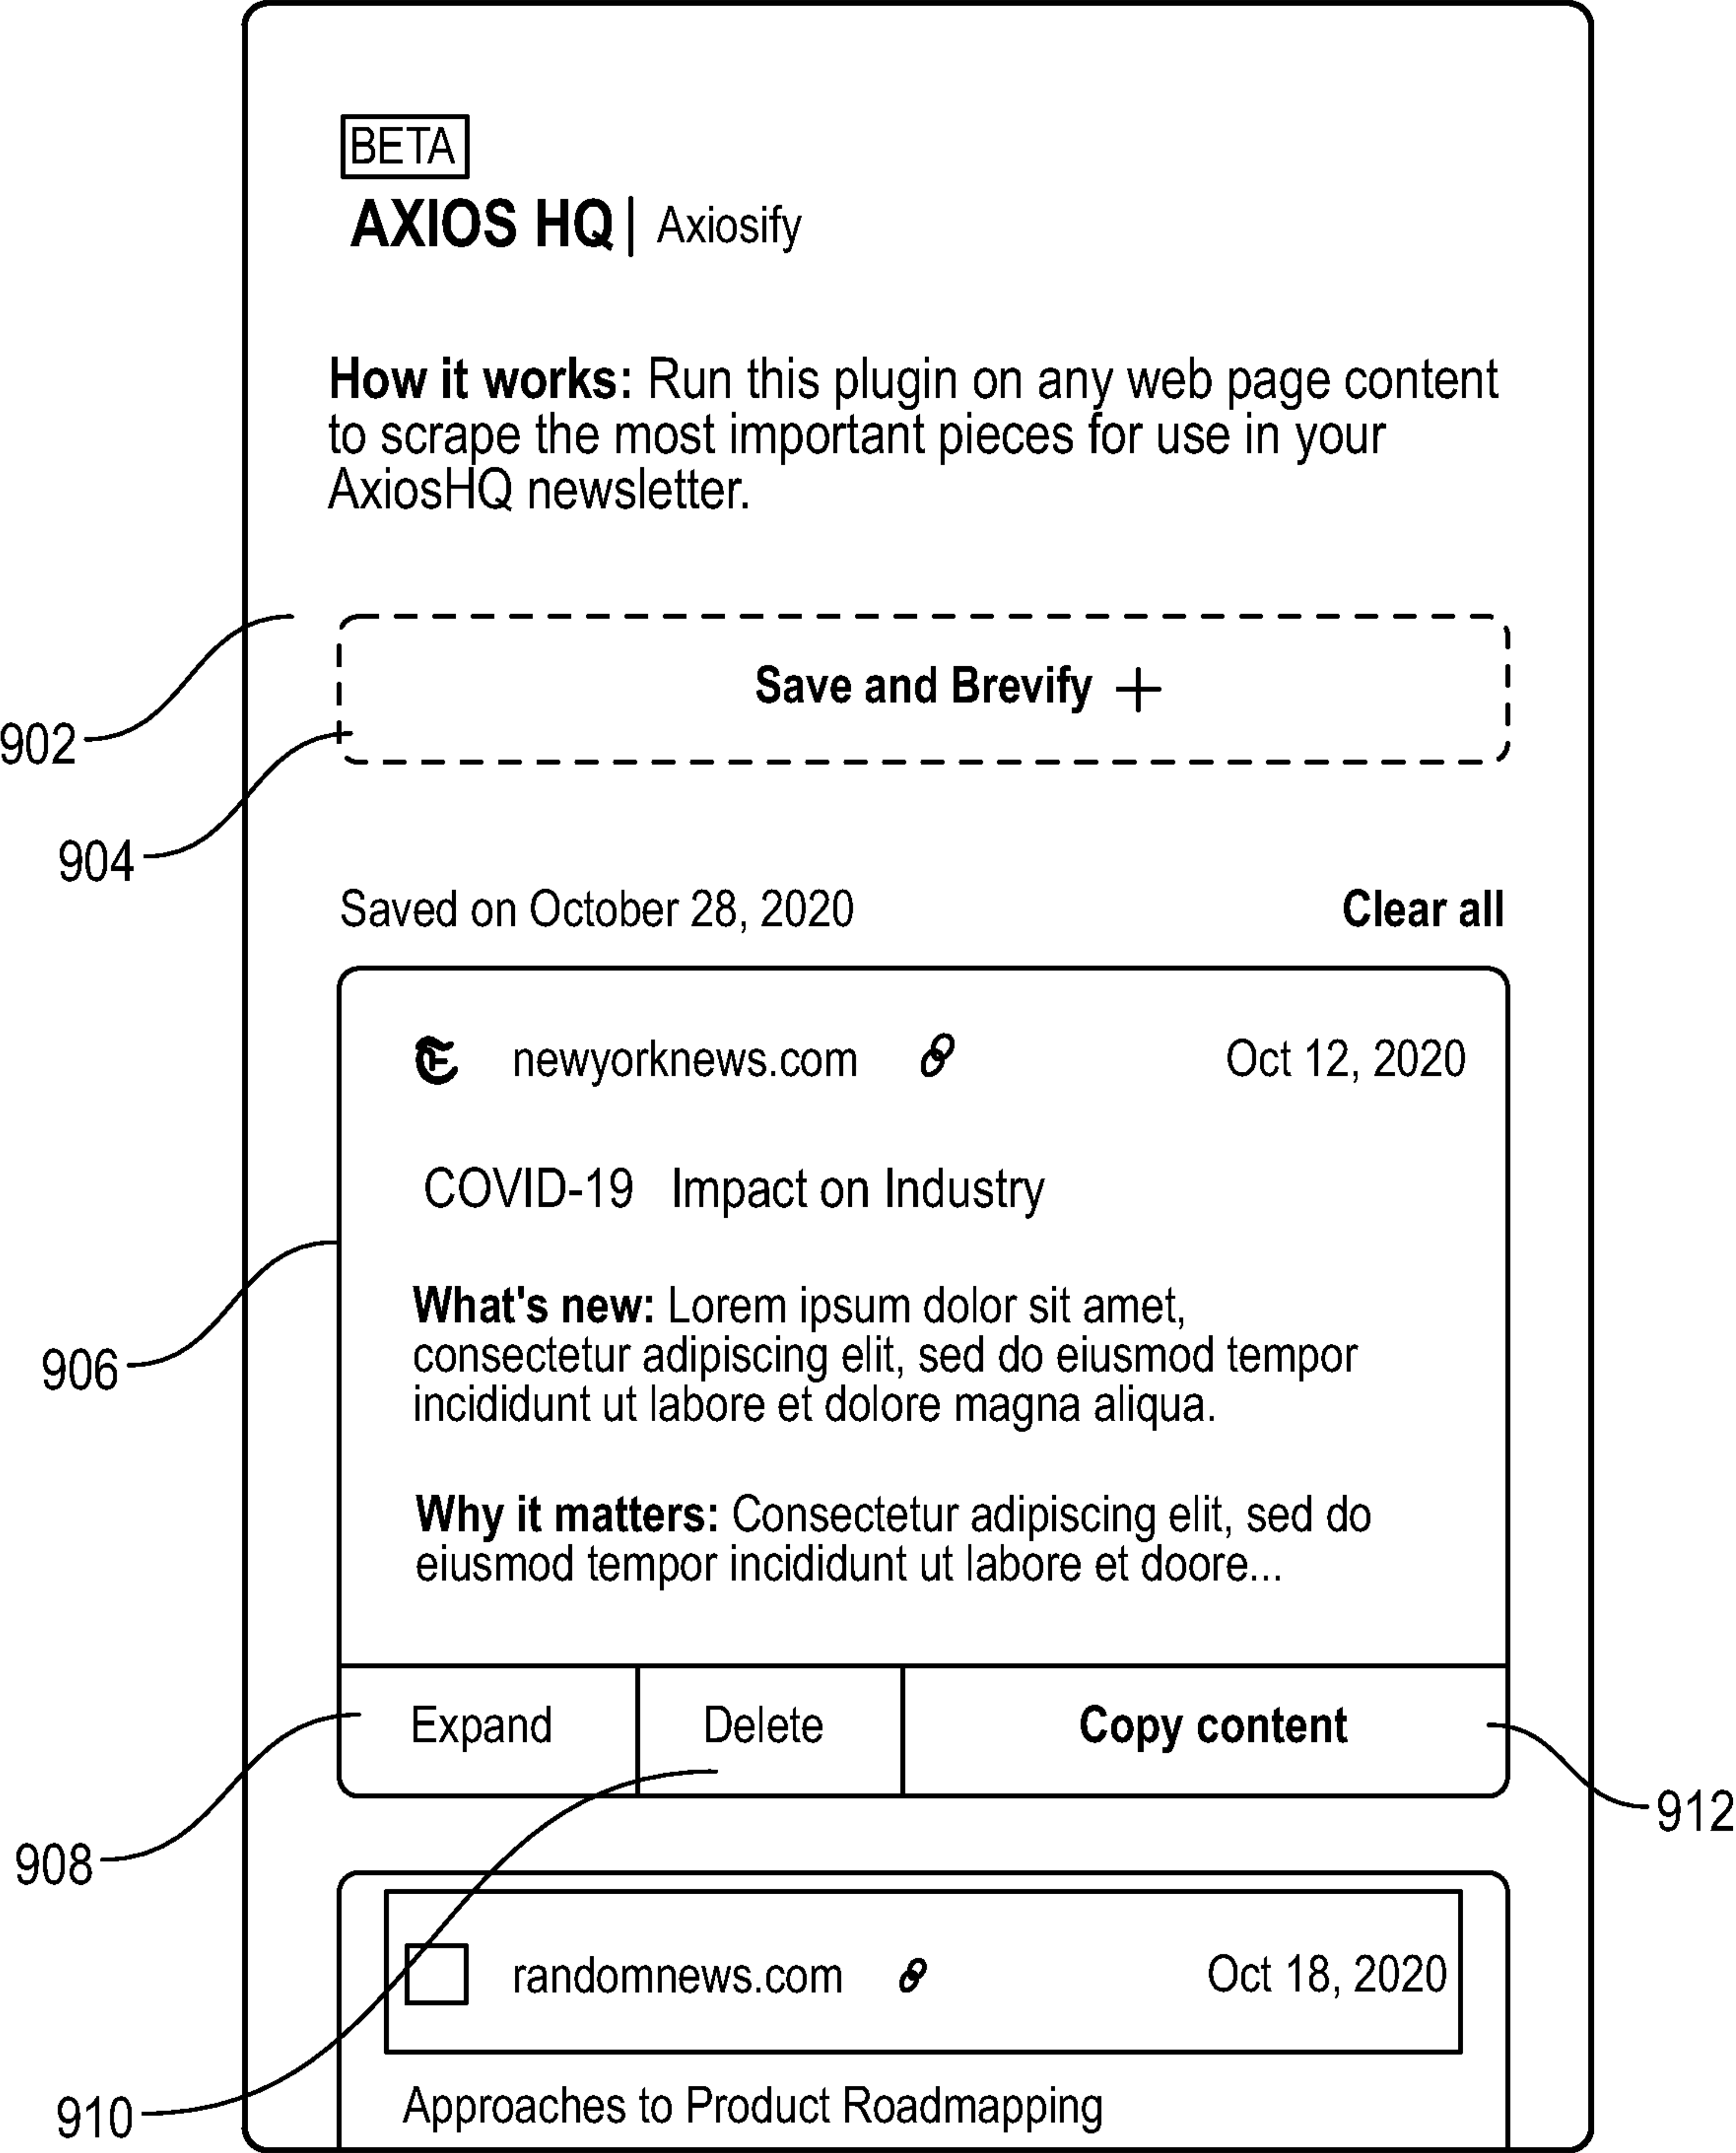 BETA
AXIOS HQ | Axiosify
How it works: Run this plugin on any web page content
to scrape the most important pieces for use in your
AxiosHQ newsletter.
Save and Brevify +
902
904
Saved on October 28, 2020 Clear all
newyorknews.com Oct 12, 2020
COVID-19 Impact on Industry
What's new: Lorem ipsum dolor sit amet,
consectetur adipiscing elit, sed do eiusmod tempor
incididunt ut labore et dolore magna aliqua.
906
Why it matters: Consectetur adipiscing elit, sed do
eiusmod tempor incididunt ut labore et doore...
Expand Delete Copy content
912
908
randomnews.com Oct 18, 2020
Approaches to Product Roadmapping
910